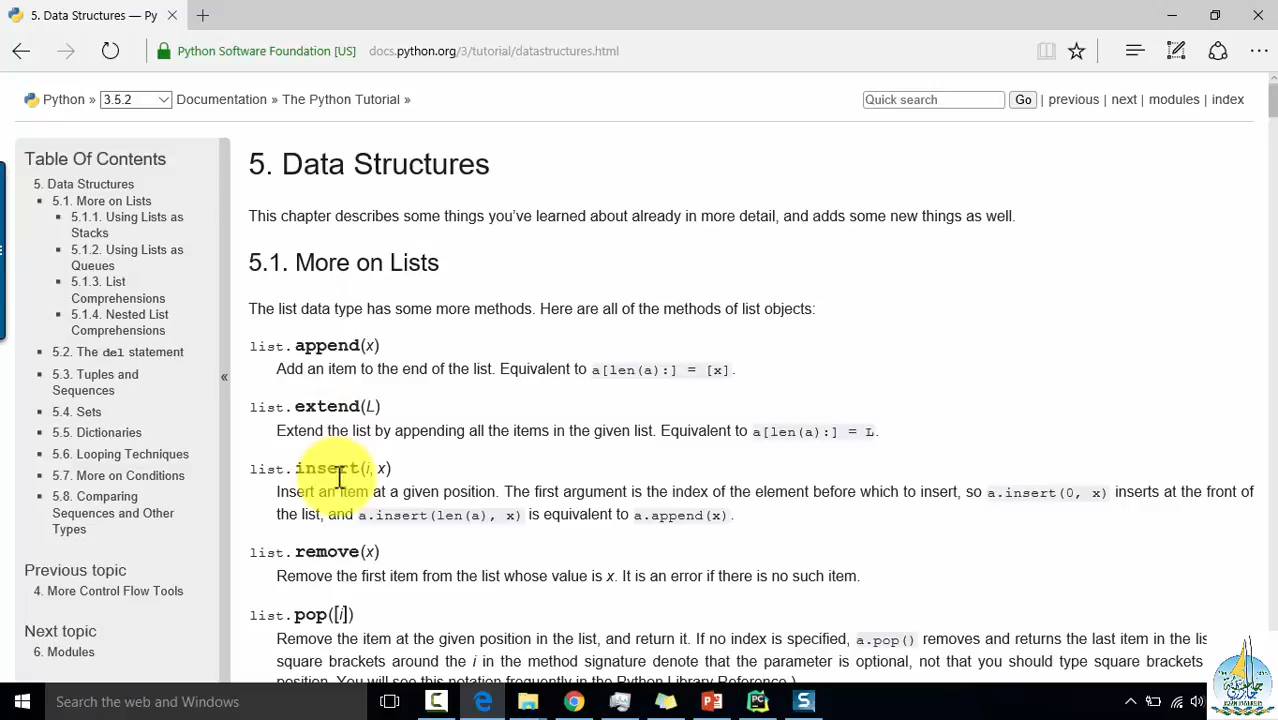 5. Data Structures — Py
Python Software Foundation [US] docs.python.org/3/tutorial/datastructures.html
Python » 3.5.2 Documentation » The Python Tutorial » Quick search Go | previous | next | modules | index
Table Of Contents
5. Data Structures
5.1. More on Lists
5.1.1. Using Lists as
Stacks
5.1.2. Using Lists as
Queues
5.1.3. List
Comprehensions
5.1.4. Nested List
Comprehensions
5.2. The del statement
5.3. Tuples and
Sequences
5.4. Sets
5.5. Dictionaries
5.6. Looping Techniques
5.7. More on Conditions
5.8. Comparing
Sequences and Other
Types
Previous topic
4. More Control Flow Tools
Next topic
6. Modules
«
5. Data Structures
This chapter describes some things you've learned about already in more detail, and adds some new things as well.
5.1. More on Lists
The list data type has some more methods. Here are all of the methods of list objects:
list.append(x)
Add an item to the end of the list. Equivalent to a[len(a):] = [x].
list.extend(L)
Extend the list by appending all the items in the given list. Equivalent to a[len(a):] = L.
list.insert(i, x)
Insert an item at a given position. The first argument is the index of the element before which to insert, so a.insert(0, x) inserts at the front of
the list, and a.insert(len(a), x) is equivalent to a.append(x).
list.remove(x)
Remove the first item from the list whose value is x. It is an error if there is no such item.
list.pop([i])
Remove the item at the given position in the list, and return it. If no index is specified, a.pop() removes and returns the last item in the lis
square brackets around the i in the method signature denote that the parameter is optional, not that you should type square brackets
position. You will see this notation frequently in the Python Library Reference.)
Search the web and Windows